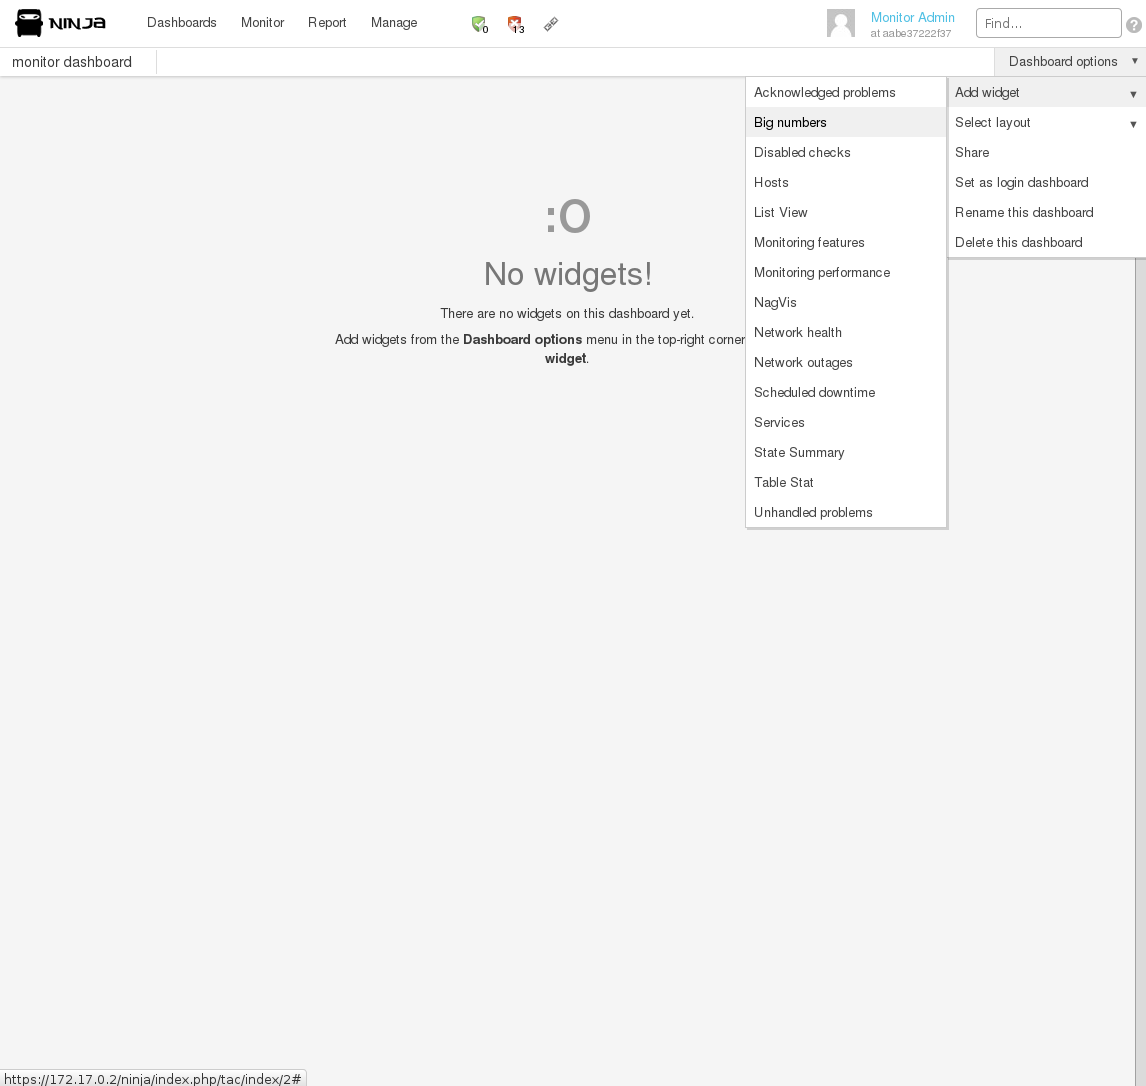 NINJA
Dashboards Monitor Report Manage 0 13 Monitor Admin Find... ?
at aabe37222f37
monitor dashboard Dashboard options ▼
Acknowledged problems
Big numbers
Disabled checks
Hosts
List View
Monitoring features
Monitoring performance
NagVis
Network health
Network outages
Scheduled downtime
Services
State Summary
Table Stat
Unhandled problems
Add widget ▼
Select layout ▼
Share
Set as login dashboard
Rename this dashboard
Delete this dashboard
:O
No widgets!
There are no widgets on this dashboard yet.
Add widgets from the Dashboard options menu in the top-right corner
widget.
https://172.17.0.2/ninja/index.php/tac/index/2#